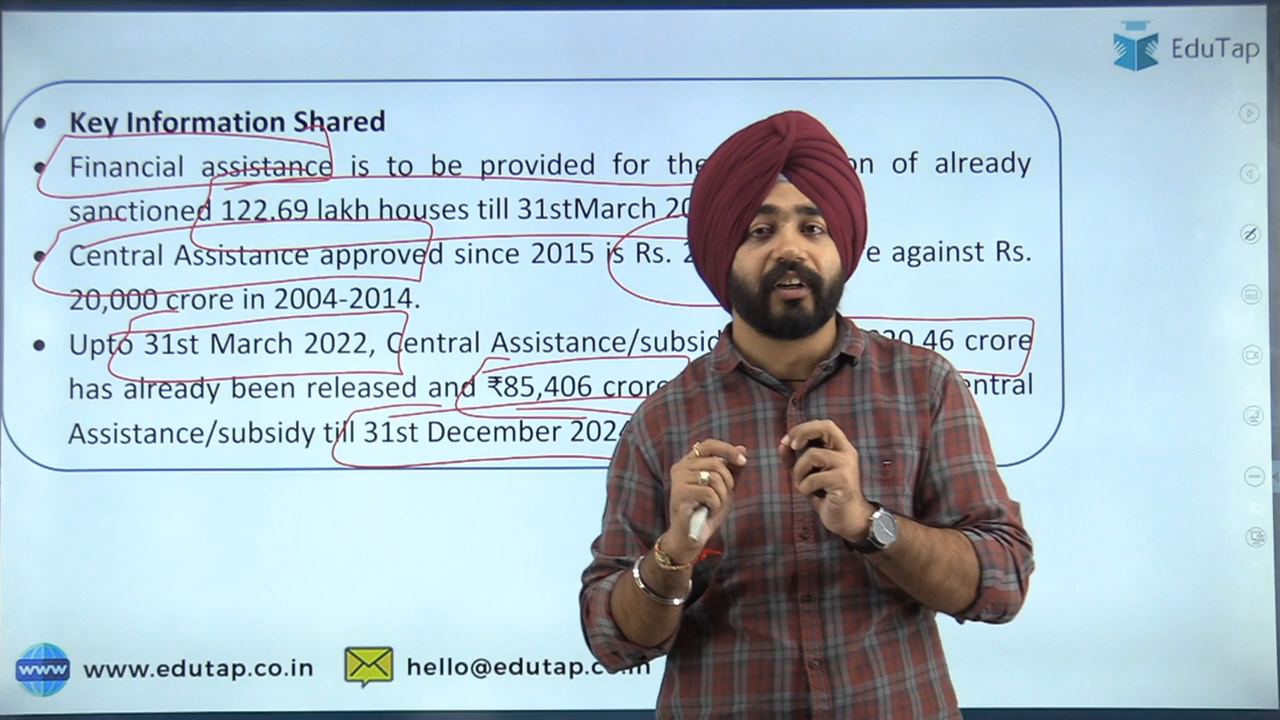 EduTap
• Key Information Shared
• Financial assistance is to be provided for the on of already
sanctioned 122.69 lakh houses till 31stMarch
• Central Assistance approved since 2015 is Rs. against Rs.
20,000 crore in 2004-2014.
• Upto 31st March 2022, Central Assistance/subsid 20.46 crore
has already been released and ₹85,406 crore entral
Assistance/subsidy till 31st December 2024
www www.edutap.co.in hello@edutap.co.in